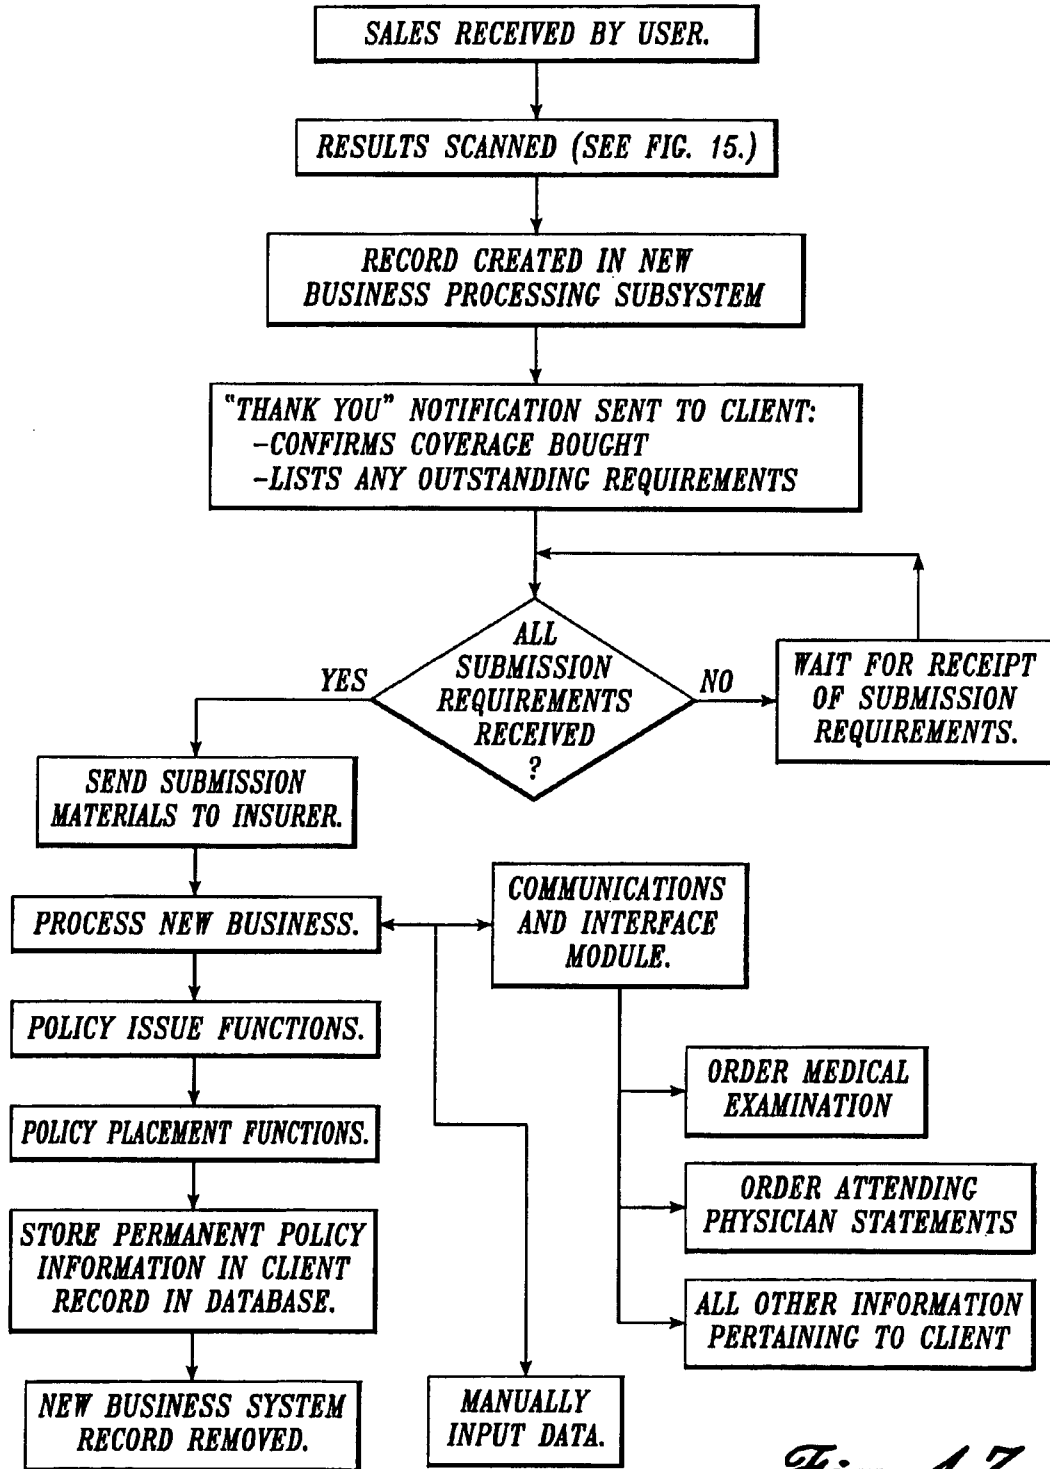 SALES RECEIVED BY USER.
RESULTS SCANNED (SEE FIG. 15.)
RECORD CREATED IN NEW
BUSINESS PROCESSING SUBSYSTEM
"THANK YOU" NOTIFICATION SENT TO CLIENT:
-CONFIRMS COVERAGE BOUGHT
-LISTS ANY OUTSTANDING REQUIREMENTS
ALL
SUBMISSION
REQUIREMENTS
RECEIVED
?
YES
NO
WAIT FOR RECEIPT
OF SUBMISSION
REQUIREMENTS.
SEND SUBMISSION
MATERIALS TO INSURER.
PROCESS NEW BUSINESS.
COMMUNICATIONS
AND INTERFACE
MODULE.
POLICY ISSUE FUNCTIONS.
ORDER MEDICAL
EXAMINATION
POLICY PLACEMENT FUNCTIONS.
ORDER ATTENDING
PHYSICIAN STATEMENTS
STORE PERMANENT POLICY
INFORMATION IN CLIENT
RECORD IN DATABASE.
ALL OTHER INFORMATION
PERTAINING TO CLIENT
NEW BUSINESS SYSTEM
RECORD REMOVED.
MANUALLY
INPUT DATA.